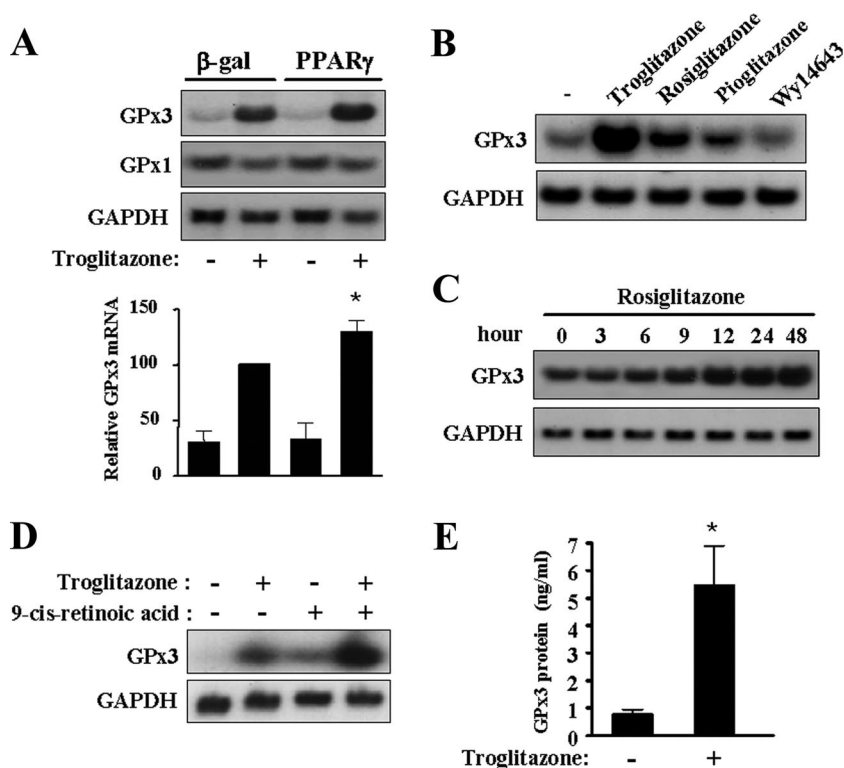 A
β-gal PPARγ
GPx3
GPx1
GAPDH
Troglitazone: - + - +
Relative GPx3 mRNA
150
100
50
0
*
B
- Troglitazone Rosiglitazone Pioglitazone Wy14643
GPx3
GAPDH
C
Rosiglitazone
hour 0 3 6 9 12 24 48
GPx3
GAPDH
D
Troglitazone : - + - +
9-cis-retinoic acid : - - + +
GPx3
GAPDH
E
GPx3 protein (ng/ml)
7
6
5
4
3
2
1
0
*
Troglitazone: - +